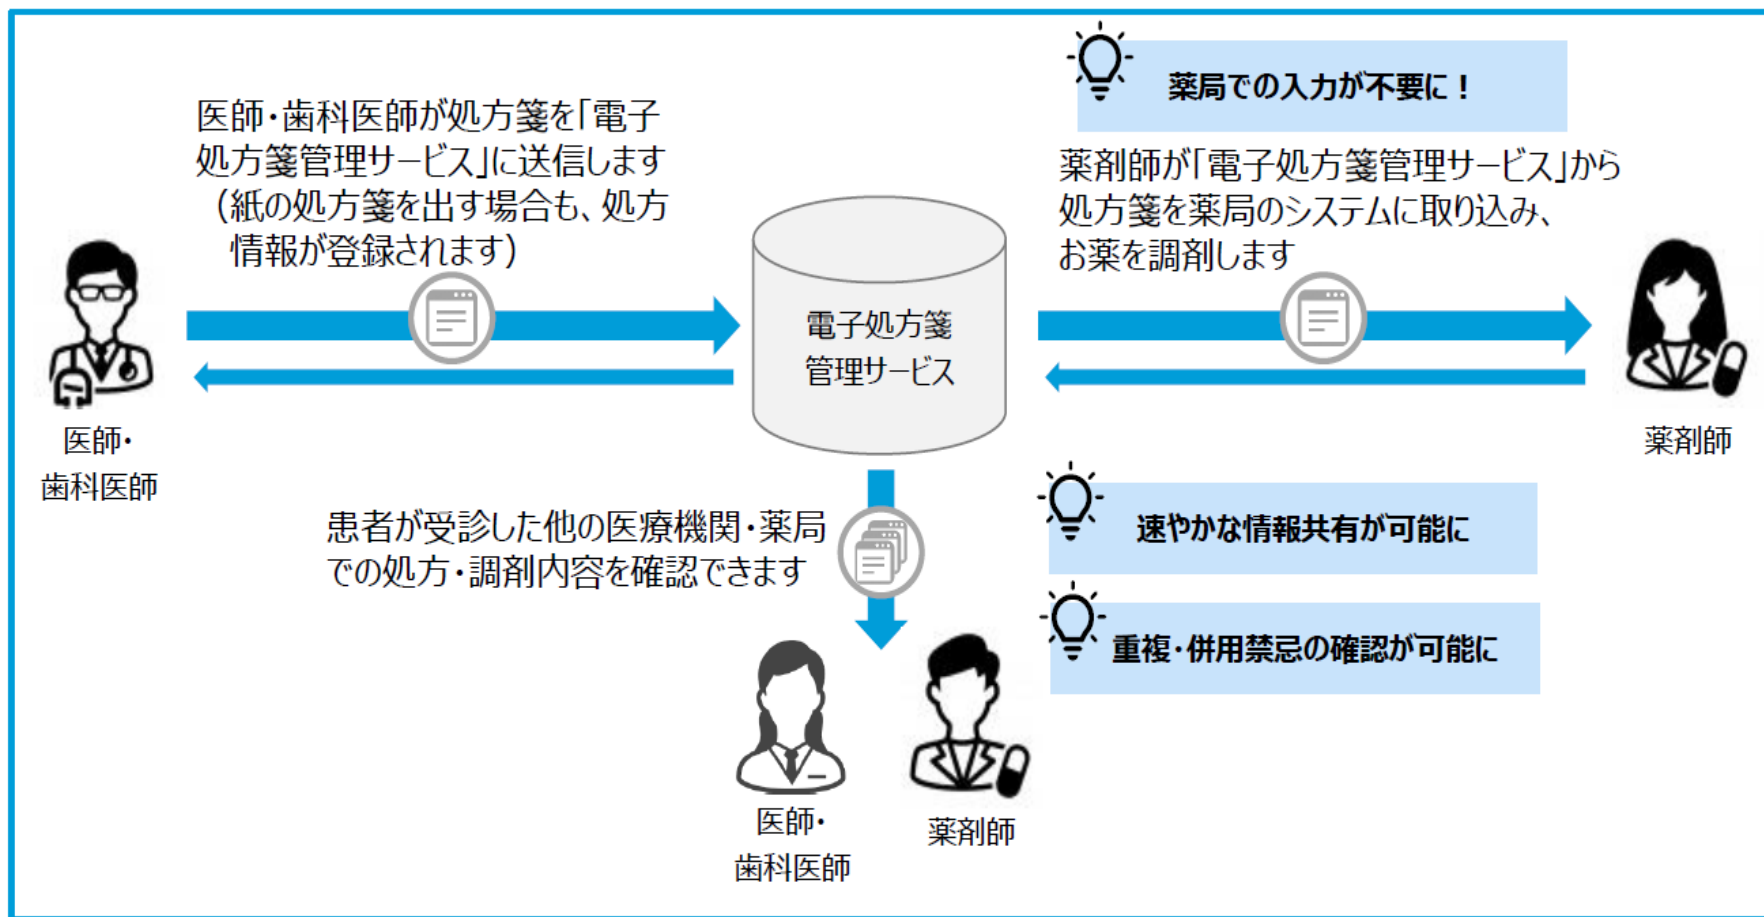 医師・歯科医師が処方箋を「電子
処方箋管理サービス」に送信します
（紙の処方箋を出す場合も、処方
情報が登録されます）
薬局での入力が不要に！
薬剤師が「電子処方箋管理サービス」から
処方箋を薬局のシステムに取り込み、
お薬を調剤します
電子処方箋
管理サービス
医師・
歯科医師
薬剤師
患者が受診した他の医療機関・薬局
での処方・調剤内容を確認できます
速やかな情報共有が可能に
重複・併用禁忌の確認が可能に
医師・
歯科医師
薬剤師